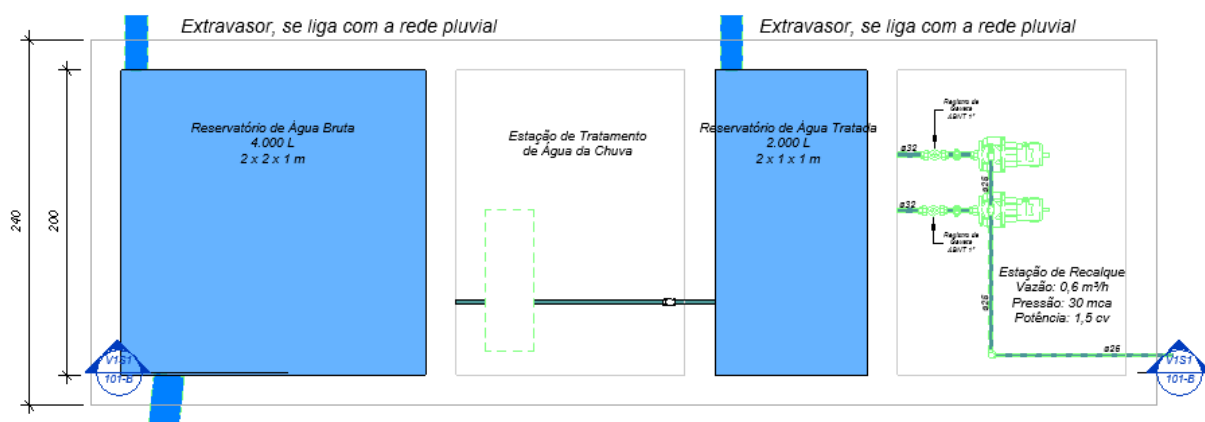 Extravasor, se liga com a rede pluvial
Extravasor, se liga com a rede pluvial
240
200
Reservatório de Água Bruta
4.000 L
2 x 2 x 1 m
Estação de Tratamento
de Água da Chuva
Reservatório de Água Tratada
2.000 L
2 x 1 x 1 m
Registro de
Gaveta
ABNT 1"
ø32
ø26
ø32
Registro de
Gaveta
ABNT 1"
Estação de Recalque
Vazão: 0,6 m³/h
Pressão: 30 mca
Potência: 1,5 cv
ø26
ø26
V1S1
101-B
V1S1
101-B